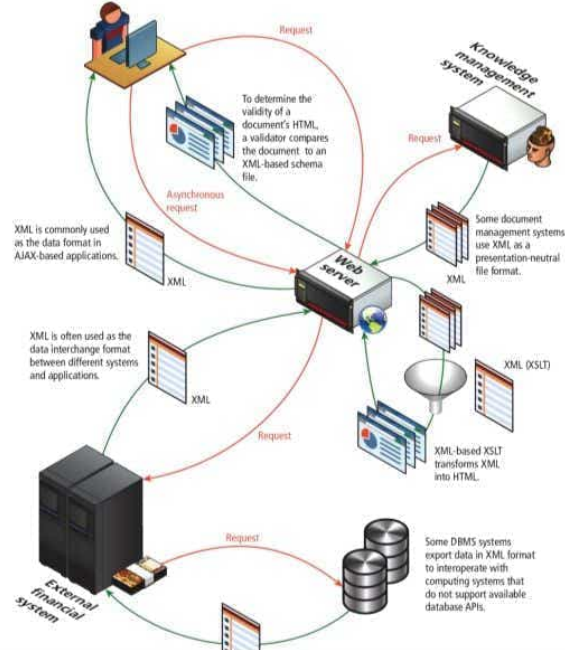 Request
Knowledge
management
system
To determine the
validity of a
document's HTML,
a validator compares
the document to an
XML-based schema
file.
Request
Asynchronous
request
XML is commonly used
as the data format in
AJAX-based applications.
XML
Web
server
Some document
management systems
use XML as a
presentation-neutral
file format.
XML
XML is often used as the
data interchange format
between different systems
and applications.
XML
XML (XSLT)
Request
XML-based XSLT
transforms XML
into HTML.
External
financial
system
Request
Some DBMS systems
export data in XML format
to interoperate with
computing systems that
do not support available
database APIs.